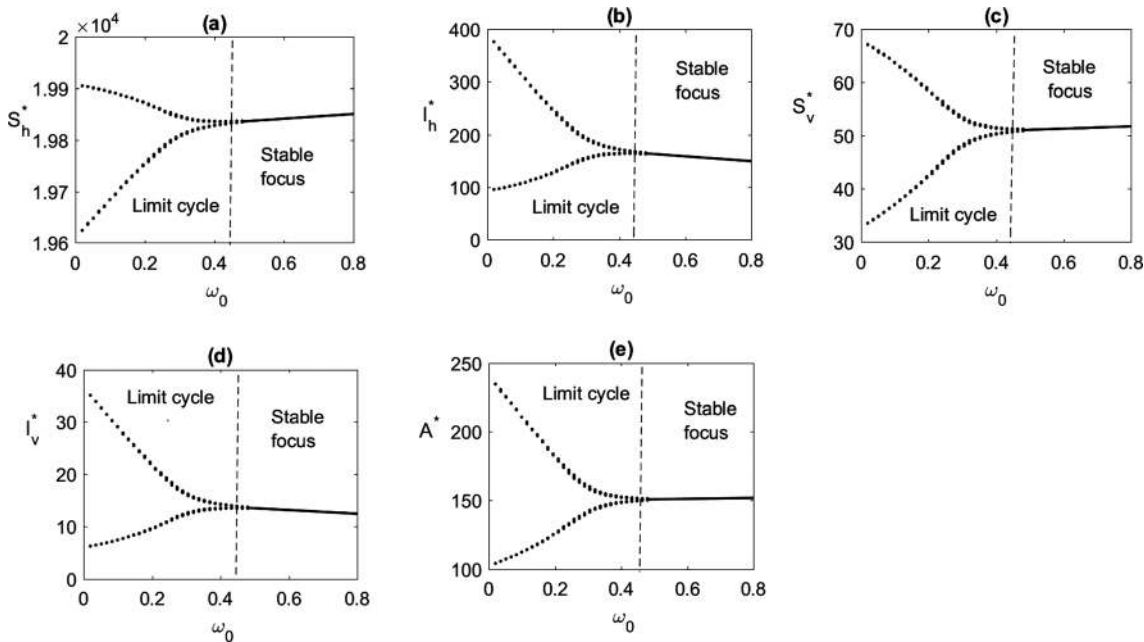 (a)
2 × 10^4
1.99
1.98
1.97
1.96
S_h^*
Limit cycle
Stable
focus
0 0.2 0.4 0.6 0.8
ω_0
(b)
400
300
200
100
0
I_h^*
Stable
focus
Limit cycle
0 0.2 0.4 0.6 0.8
ω_0
(c)
70
60
50
40
30
S_v^*
Stable
focus
Limit cycle
0 0.2 0.4 0.6 0.8
ω_0
(d)
40
30
20
10
0
I_v^*
Limit cycle
Stable
focus
0 0.2 0.4 0.6 0.8
ω_0
(e)
250
200
150
100
A^*
Limit cycle
Stable
focus
0 0.2 0.4 0.6 0.8
ω_0